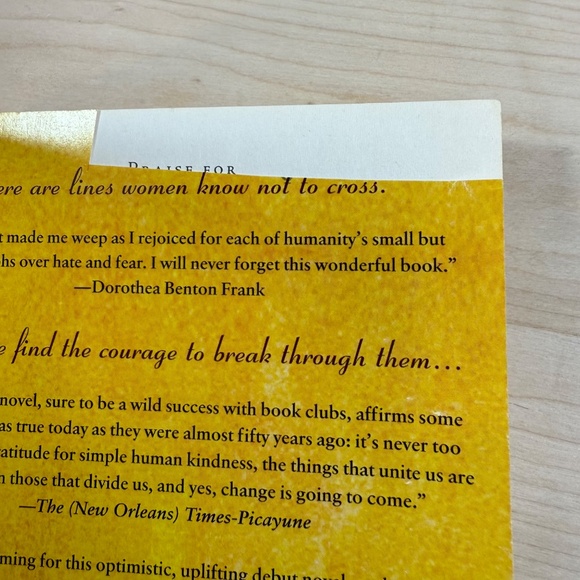 PRAISE FOR
ere are lines women know not to cross.
t made me weep as I rejoiced for each of humanity's small but
hs over hate and fear. I will never forget this wonderful book.”
—Dorothea Benton Frank
e find the courage to break through them…
novel, sure to be a wild success with book clubs, affirms some
as true today as they were almost fifty years ago: it's never too
atitude for simple human kindness, the things that unite us are
n those that divide us, and yes, change is going to come.”
—The (New Orleans) Times-Picayune
ming for this optimistic, uplifting debut novel